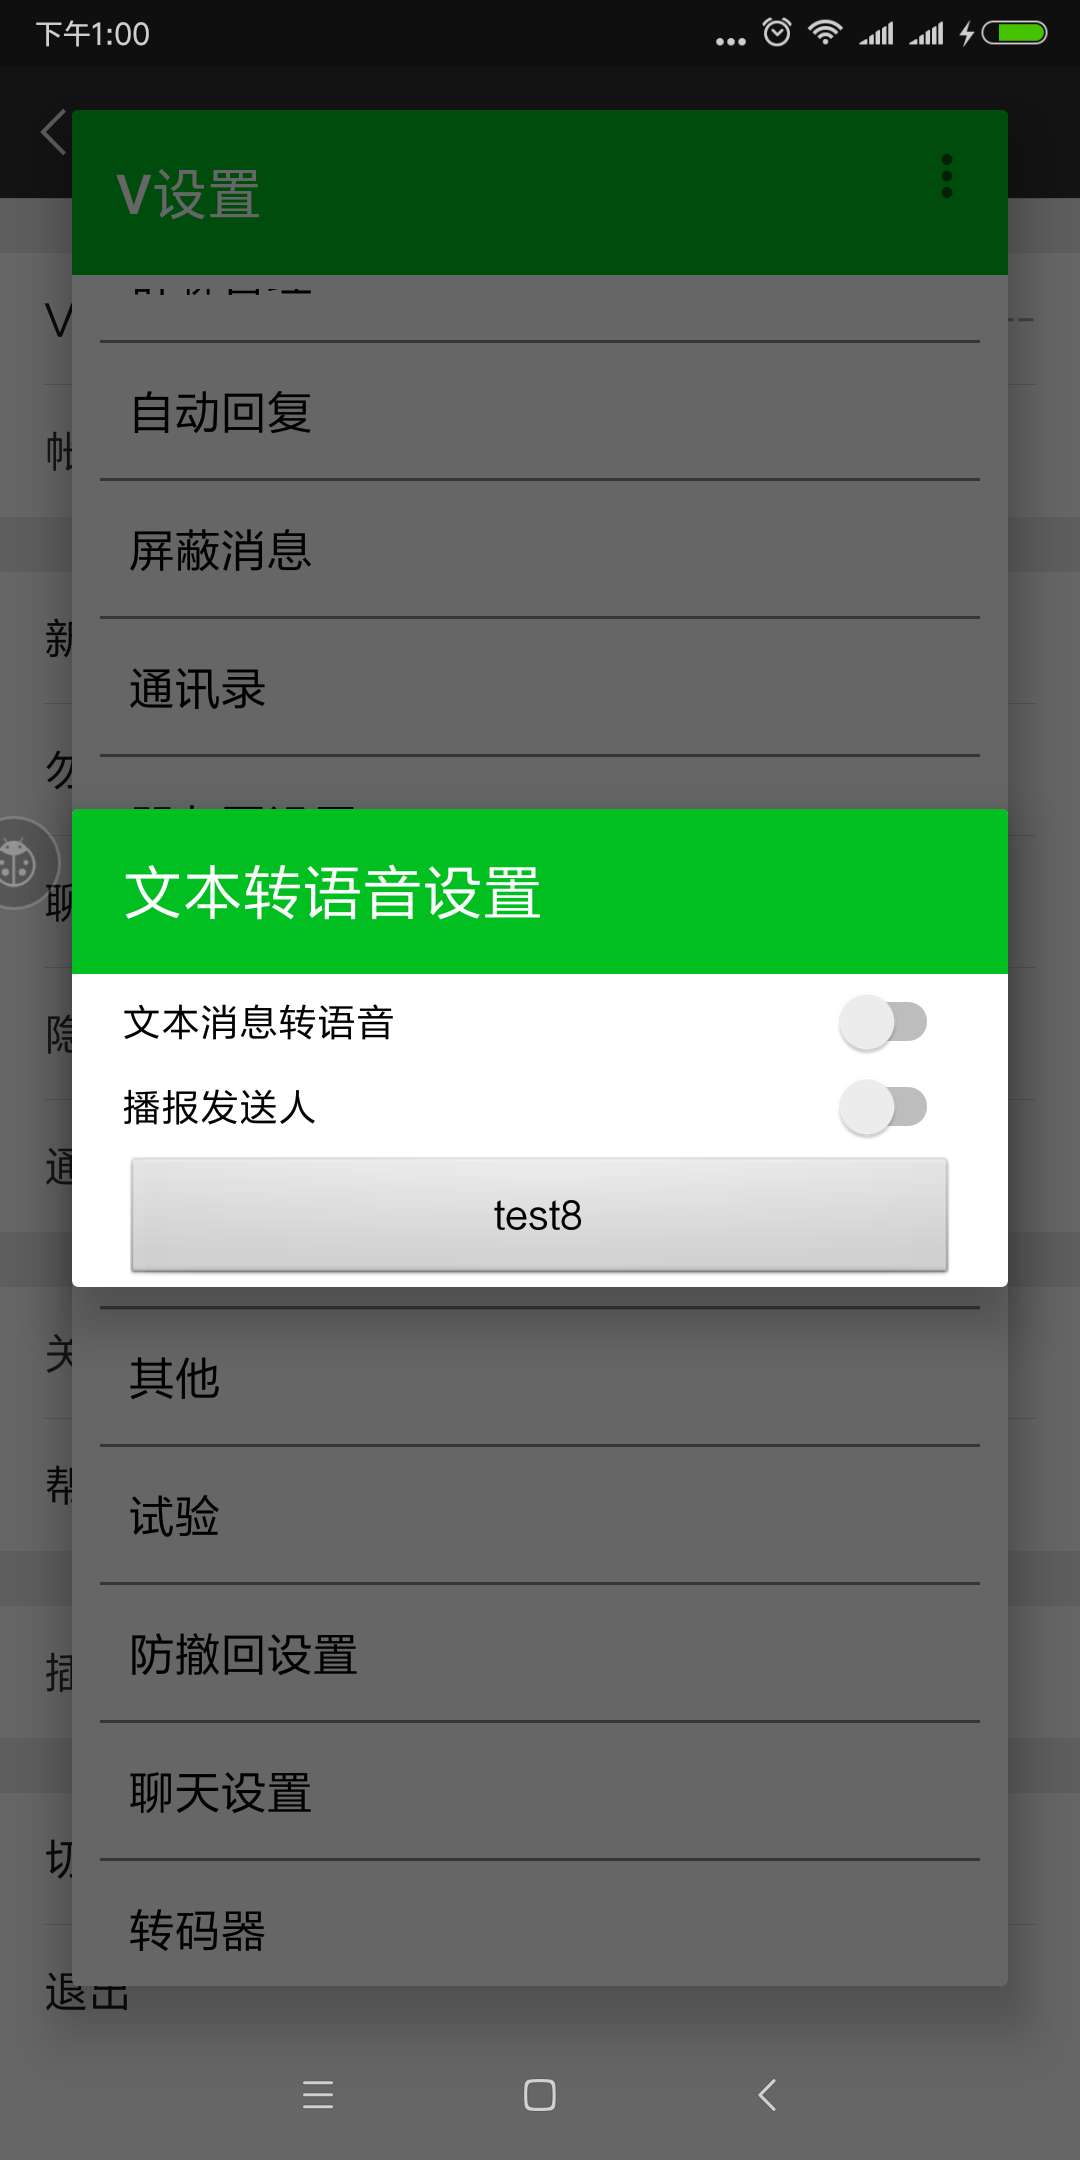 下午1:00
V设置
自动回复
屏蔽消息
通讯录
文本转语音设置
文本消息转语音
播报发送人
test8
其他
试验
防撤回设置
聊天设置
转码器
退出